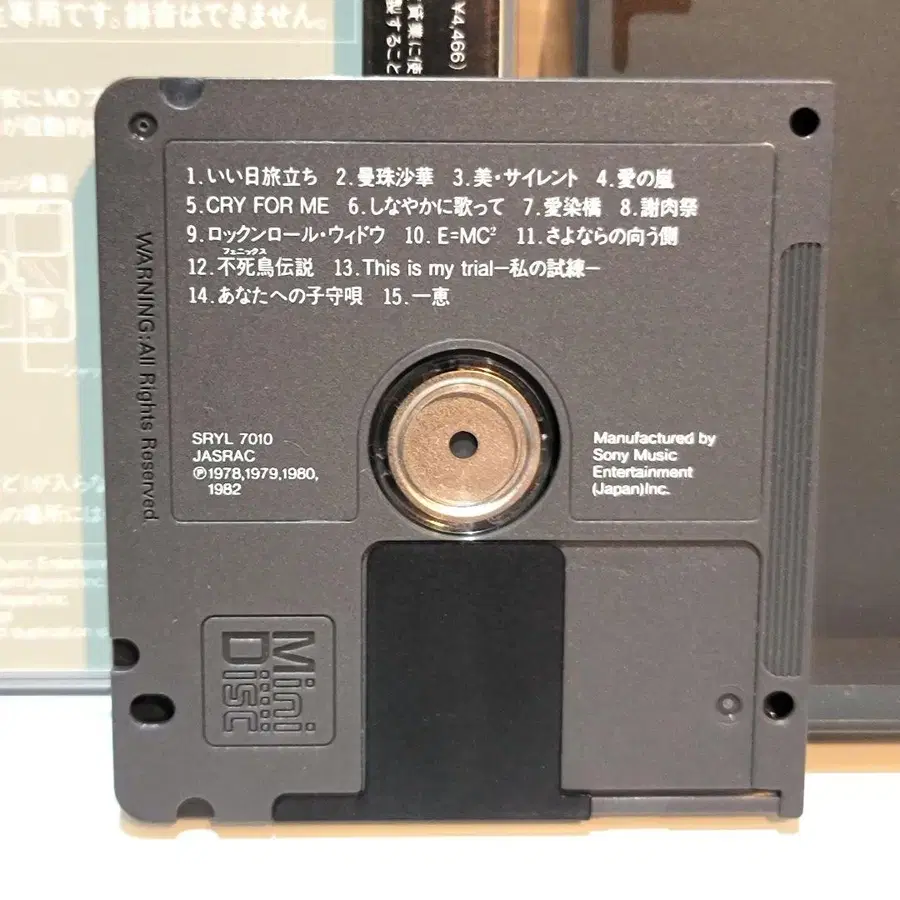 専用です。録音はできません。
¥4,466)
1.いい日旅立ち 2.曼珠沙華 3.美・サイレント 4.愛の嵐
5.CRY FOR ME 6.しなやかに歌って 7.愛染橋 8.謝肉祭
9.ロックンロール・ウィドウ 10.E=MC² 11.さよならの向う側
フェニックス
12.不死鳥伝説 13.This is my trial—私の試練—
14.あなたへの子守唄 15.一恵
WARNING:All Rights Reserved.
SRYL 7010
JASRAC
Ⓟ1978,1979,1980,
1982
Manufactured by
Sony Music
Entertainment
(Japan)Inc.
Mini
Disc